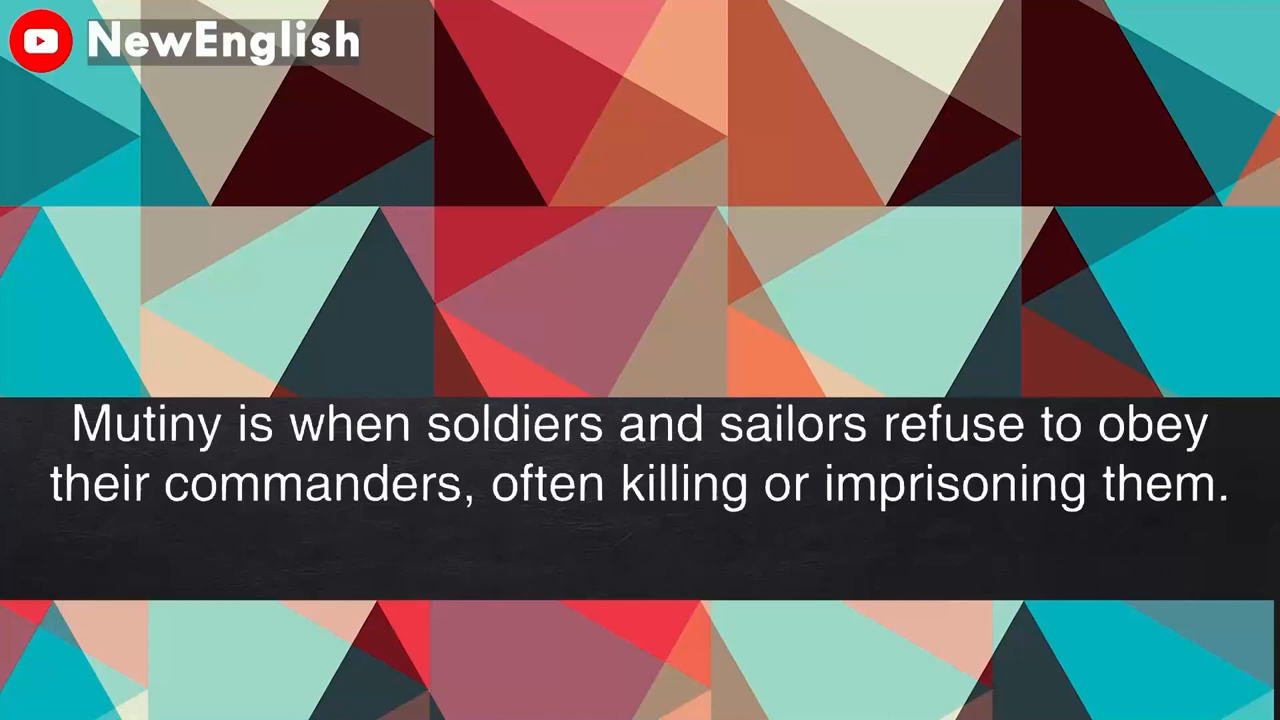 NewEnglish
Mutiny is when soldiers and sailors refuse to obey
their commanders, often killing or imprisoning them.